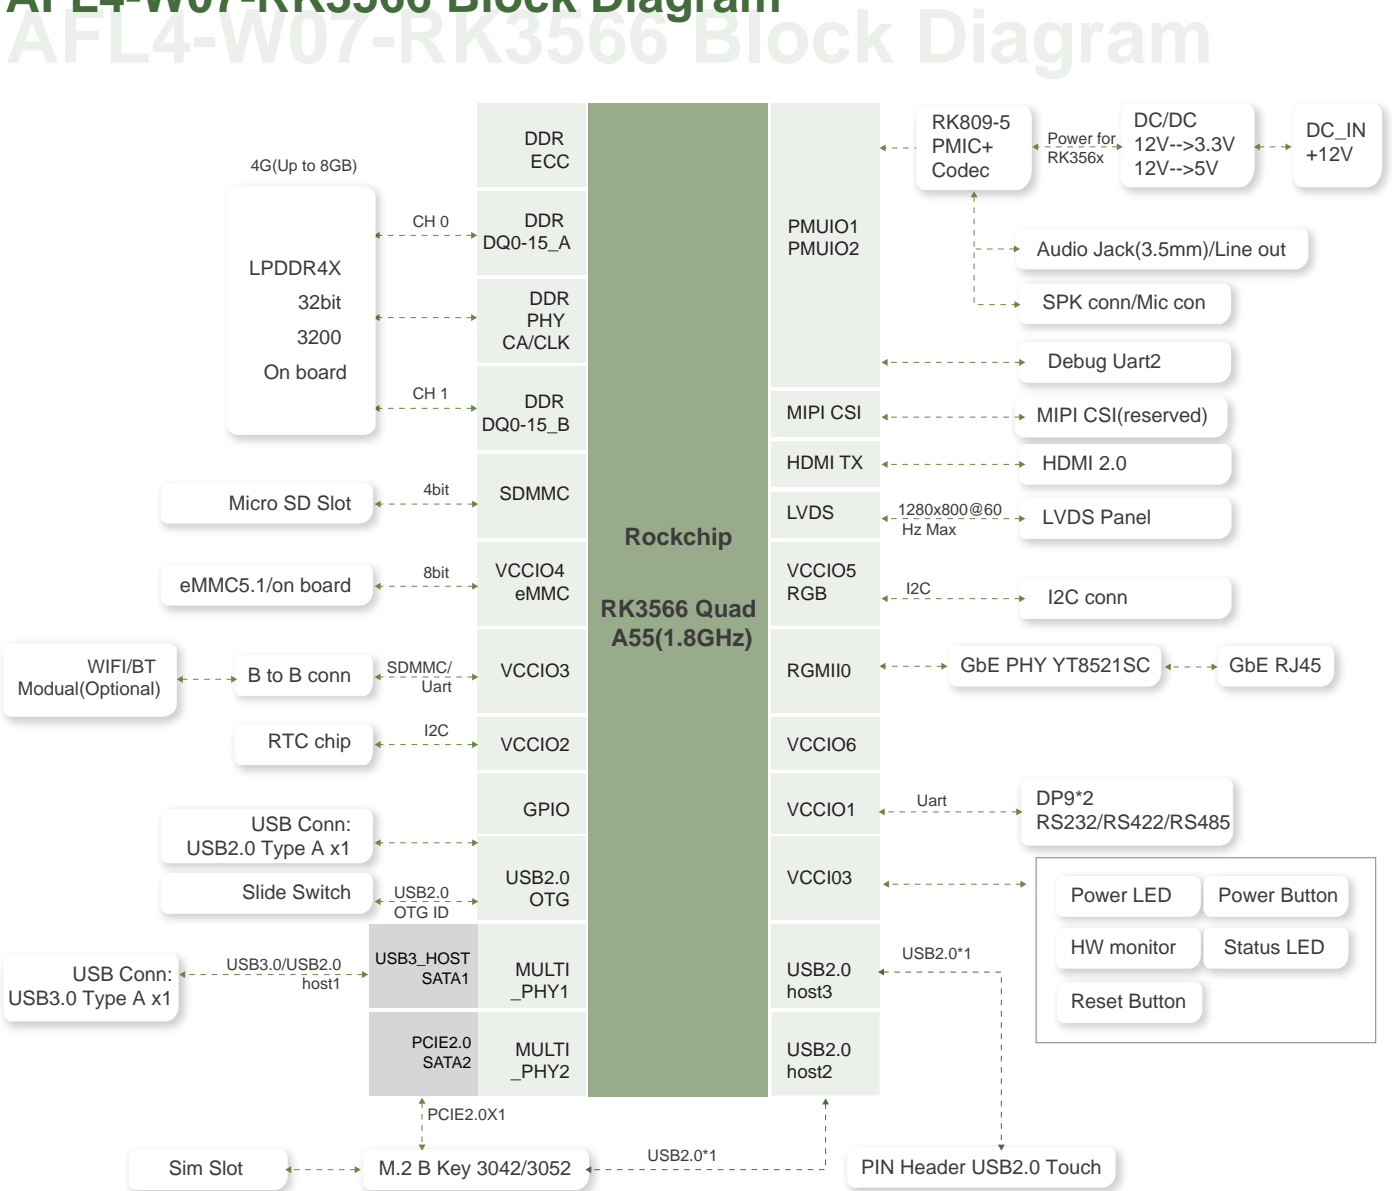 AFL4-W07-RK3566 Block Diagram
AFL4-W07-RK3566 Block Diagram
4G(Up to 8GB)
LPDDR4X
32bit
3200
On board
CH 0
CH 1
DDR
ECC
DDR
DQ0-15_A
DDR
PHY
CA/CLK
DDR
DQ0-15_B
Micro SD Slot
4bit
SDMMC
eMMC5.1/on board
8bit
VCCIO4
eMMC
WIFI/BT
Modual(Optional)
B to B conn
SDMMC/
Uart
VCCIO3
RTC chip
I2C
VCCIO2
GPIO
USB Conn:
USB2.0 Type A x1
Slide Switch
USB2.0
OTG ID
USB2.0
OTG
USB Conn:
USB3.0 Type A x1
USB3.0/USB2.0
host1
USB3_HOST
SATA1
MULTI
_PHY1
PCIE2.0
SATA2
MULTI
_PHY2
PCIE2.0X1
Sim Slot
M.2 B Key 3042/3052
USB2.0*1
Rockchip
RK3566 Quad
A55(1.8GHz)
PMUIO1
PMUIO2
RK809-5
PMIC+
Codec
Power for
RK356x
DC/DC
12V-->3.3V
12V-->5V
DC_IN
+12V
Audio Jack(3.5mm)/Line out
SPK conn/Mic con
Debug Uart2
MIPI CSI
MIPI CSI(reserved)
HDMI TX
HDMI 2.0
LVDS
1280x800@60
Hz Max
LVDS Panel
VCCIO5
RGB
I2C
I2C conn
RGMII0
GbE PHY YT8521SC
GbE RJ45
VCCIO6
VCCIO1
Uart
DP9*2
RS232/RS422/RS485
VCCI03
Power LED
Power Button
HW monitor
Status LED
Reset Button
USB2.0
host3
USB2.0*1
USB2.0
host2
PIN Header USB2.0 Touch